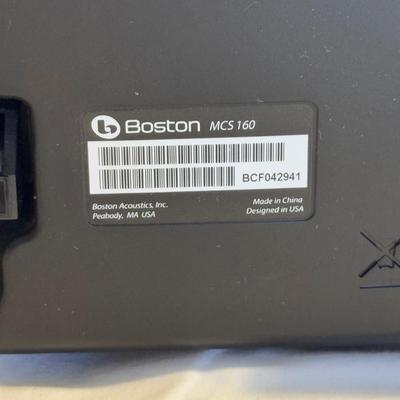 Boston MCS 160
BCF042941
Boston Acoustics, Inc.
Peabody, MA USA
Made in China
Designed in USA